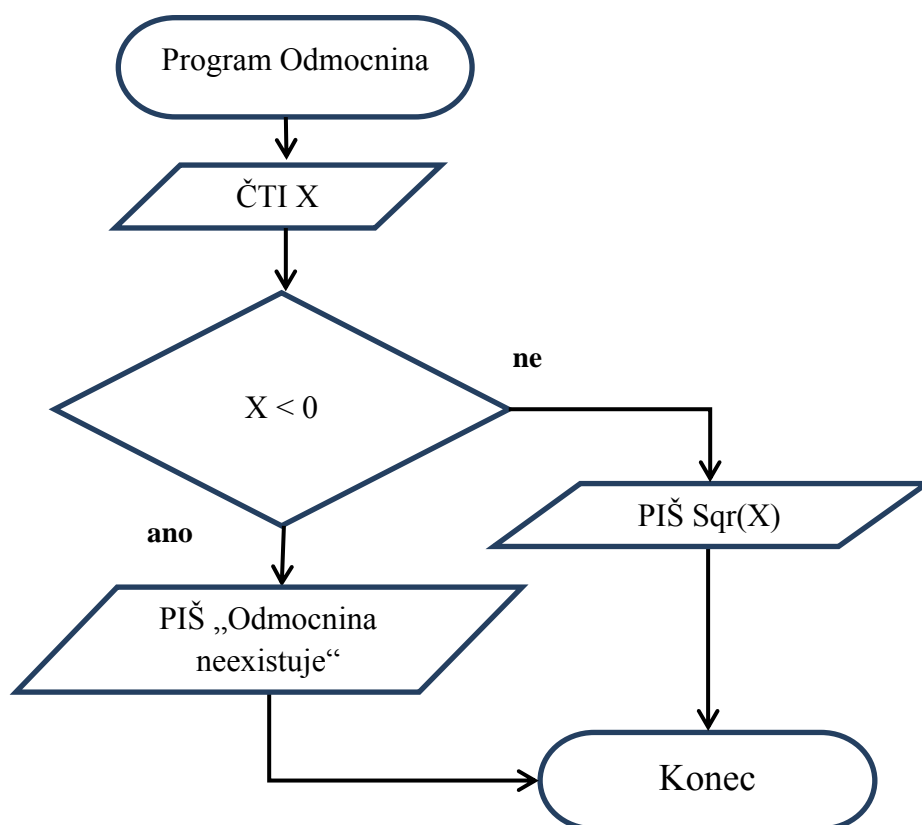 Program Odmocnina
ČTI X
ne
X < 0
PIŠ Sqr(X)
ano
PIŠ „Odmocnina
neexistuje“
Konec